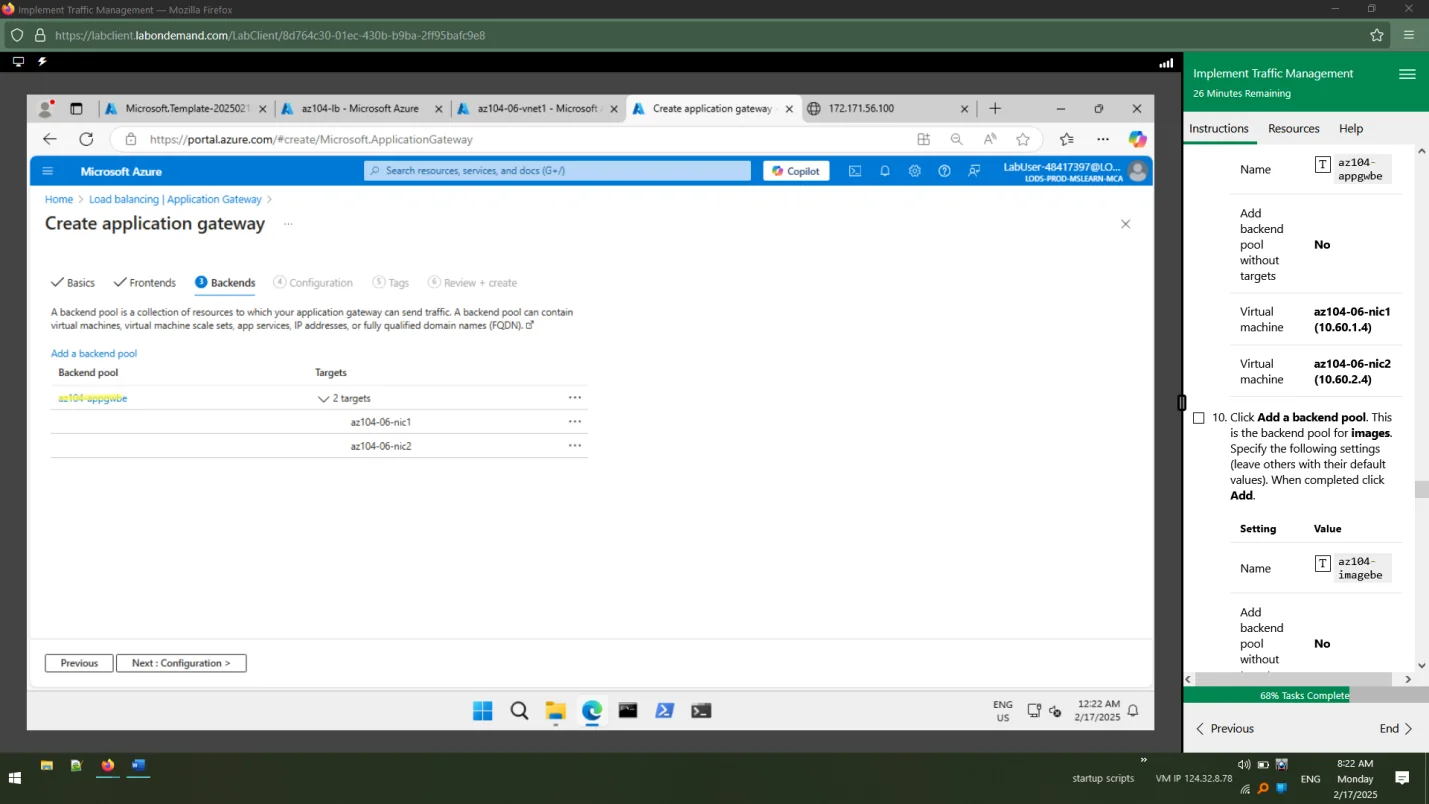 Implement Traffic Management — Mozilla Firefox
https://labclient.labondemand.com/LabClient/8d764c30-01ec-430b-b9ba-2ff95bafc9e8
Microsoft.Template-2025021
az104-lb - Microsoft Azure
az104-06-vnet1 - Microsoft A
Create application gateway -
172.171.56.100
https://portal.azure.com/#create/Microsoft.ApplicationGateway
Microsoft Azure
Search resources, services, and docs (G+/)
Copilot
LabUser-48417397@LO...
LODS-PROD-MSLEARN-MCA
Home > Load balancing | Application Gateway >
Create application gateway ...
Basics
Frontends
3 Backends
4 Configuration
5 Tags
6 Review + create
A backend pool is a collection of resources to which your application gateway can send traffic. A backend pool can contain
virtual machines, virtual machine scale sets, app services, IP addresses, or fully qualified domain names (FQDN).
Add a backend pool
Backend pool Targets
az104-appgwbe 2 targets ...
az104-06-nic1 ...
az104-06-nic2 ...
Previous
Next : Configuration >
ENG
US
12:22 AM
2/17/2025
Implement Traffic Management
26 Minutes Remaining
Instructions Resources Help
Name T az104-
appgwbe
Add
backend
pool No
without
targets
Virtual az104-06-nic1
machine (10.60.1.4)
Virtual az104-06-nic2
machine (10.60.2.4)
10. Click Add a backend pool. This
is the backend pool for images.
Specify the following settings
(leave others with their default
values). When completed click
Add.
Setting Value
Name T az104-
imagebe
Add
backend
pool No
without
68% Tasks Complete
Previous
End
startup scripts
VM IP 124.32.8.78
ENG
8:22 AM
Monday
2/17/2025